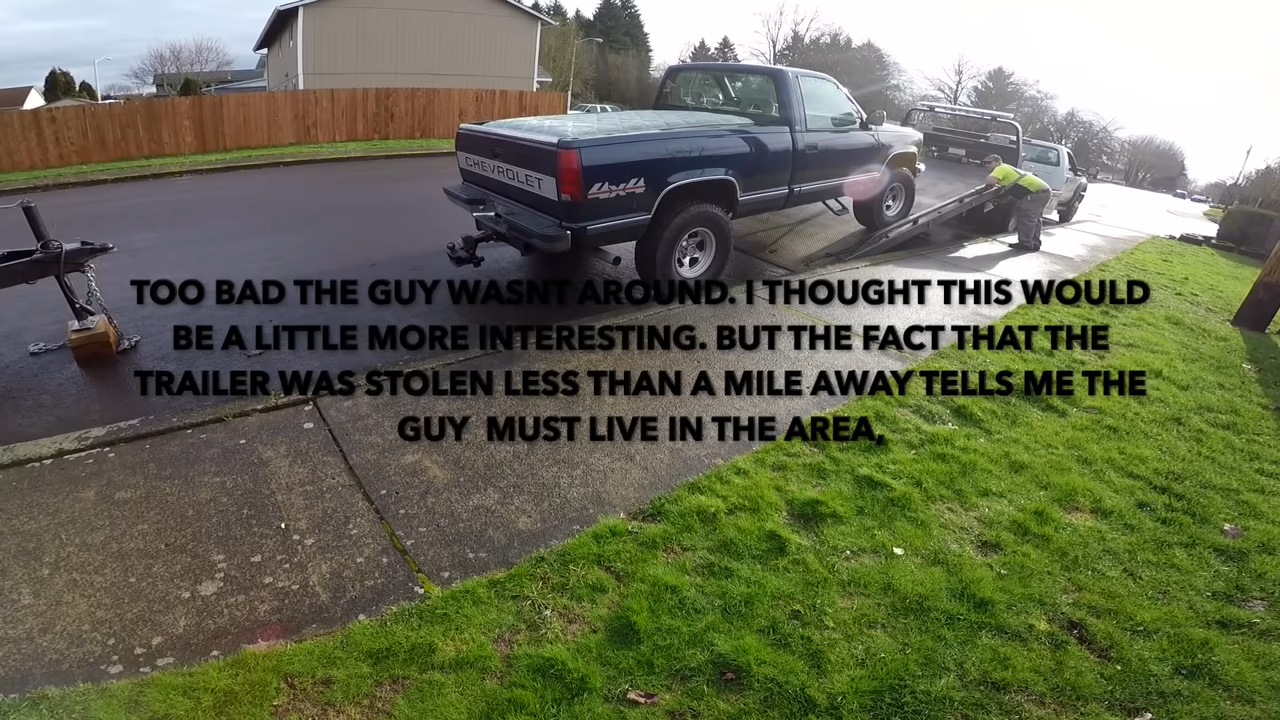 CHEVROLET
4x4
TOO BAD THE GUY WASNT AROUND. I THOUGHT THIS WOULD
BE A LITTLE MORE INTERESTING. BUT THE FACT THAT THE
TRAILER WAS STOLEN LESS THAN A MILE AWAY TELLS ME THE
GUY  MUST LIVE IN THE AREA,